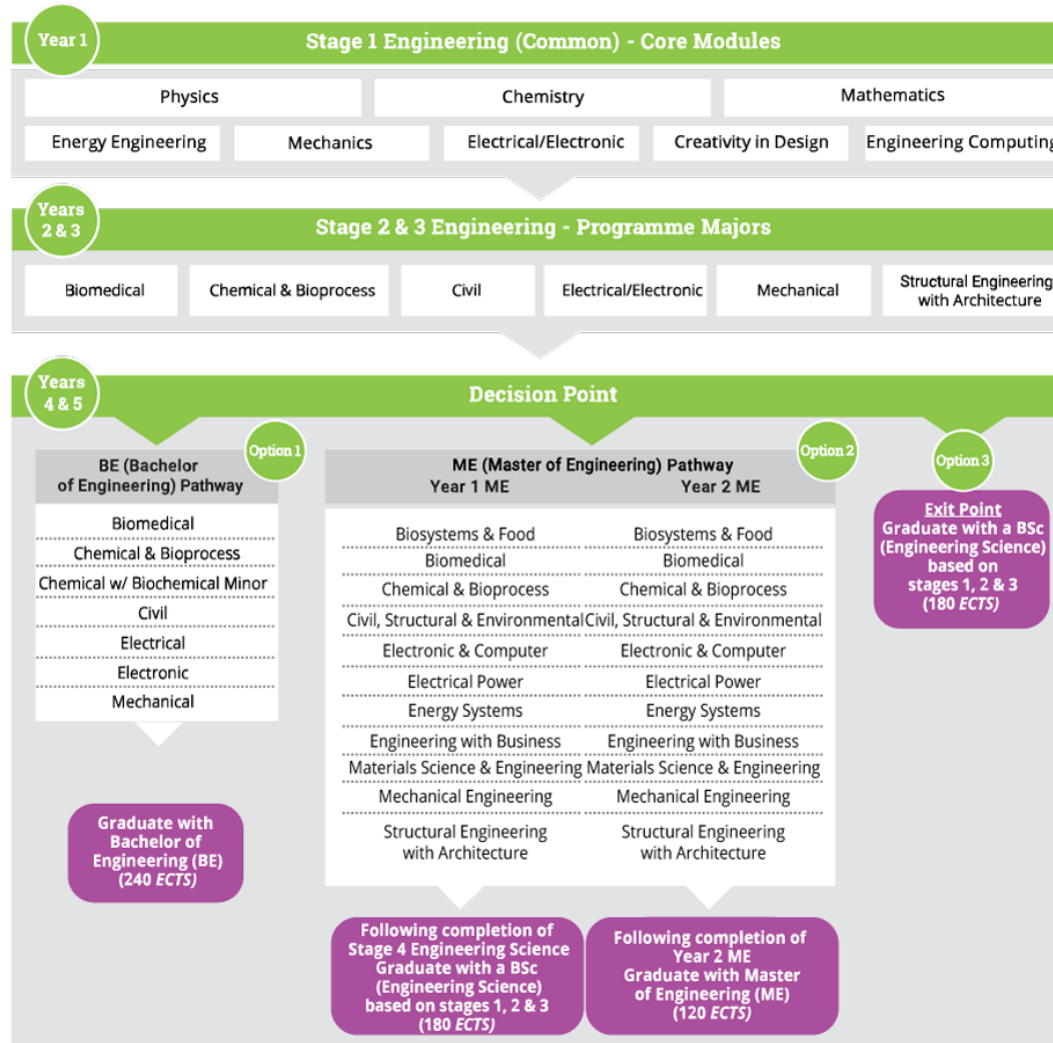 Year 1
Stage 1 Engineering (Common) - Core Modules
Physics
Chemistry
Mathematics
Energy Engineering
Mechanics
Electrical/Electronic
Creativity in Design
Engineering Computing
Years
2 & 3
Stage 2 & 3 Engineering - Programme Majors
Biomedical
Chemical & Bioprocess
Civil
Electrical/Electronic
Mechanical
Structural Engineering
with Architecture
Years
4 & 5
Decision Point
Option 1
BE (Bachelor
of Engineering) Pathway
Biomedical
Chemical & Bioprocess
Chemical w/ Biochemical Minor
Civil
Electrical
Electronic
Mechanical
Graduate with
Bachelor of
Engineering (BE)
(240 ECTS)
Option 2
ME (Master of Engineering) Pathway
Year 1 ME
Biosystems & Food
Biomedical
Chemical & Bioprocess
Civil, Structural & Environmental
Electronic & Computer
Electrical Power
Energy Systems
Engineering with Business
Materials Science & Engineering
Mechanical Engineering
Structural Engineering
with Architecture
Following completion of
Stage 4 Engineering Science
Graduate with a BSc
(Engineering Science)
based on stages 1, 2 & 3
(180 ECTS)
Year 2 ME
Biosystems & Food
Biomedical
Chemical & Bioprocess
Civil, Structural & Environmental
Electronic & Computer
Electrical Power
Energy Systems
Engineering with Business
Materials Science & Engineering
Mechanical Engineering
Structural Engineering
with Architecture
Following completion of
Year 2 ME
Graduate with Master
of Engineering (ME)
(120 ECTS)
Option 3
Exit Point
Graduate with a BSc
(Engineering Science)
based on
stages 1, 2 & 3
(180 ECTS)